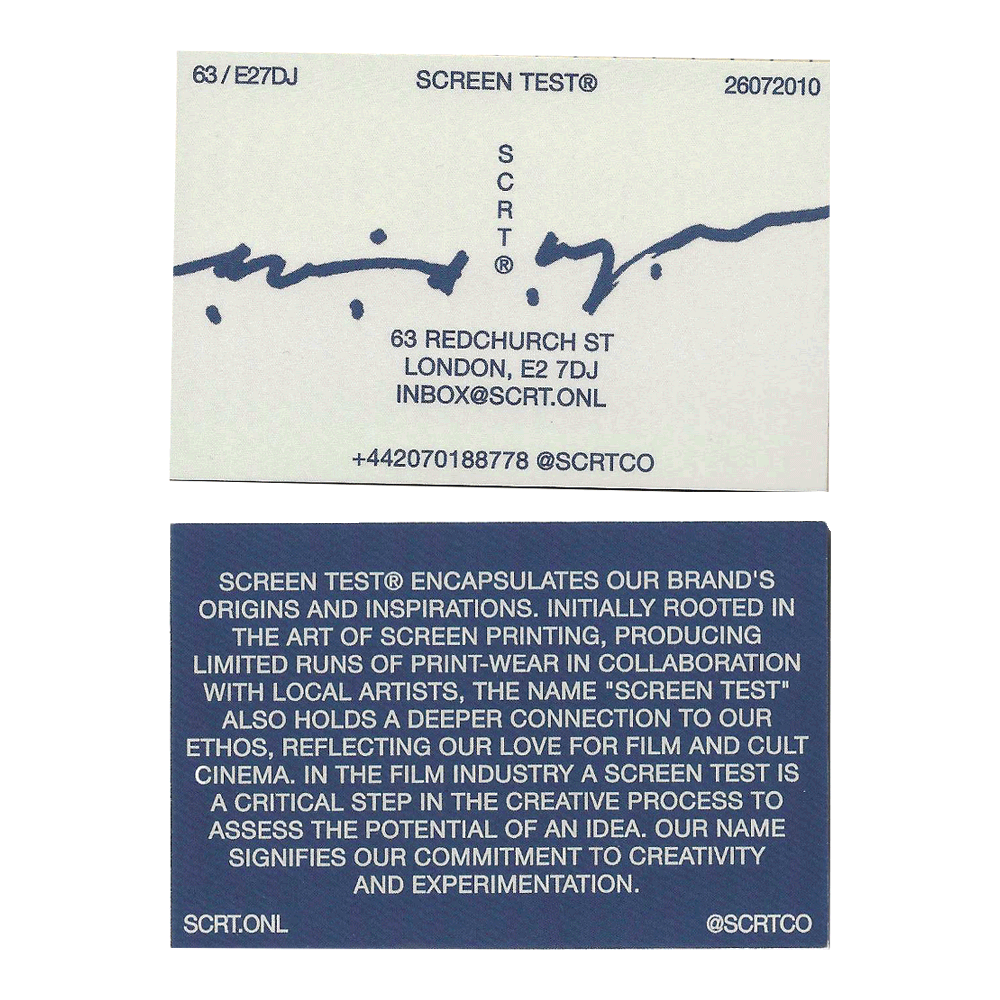 63 / E27DJ SCREEN TEST® 26072010
S
C
R
T
®
63 REDCHURCH ST
LONDON, E2 7DJ
INBOX@SCRT.ONL
+442070188778 @SCRTCO
SCREEN TEST® ENCAPSULATES OUR BRAND'S
ORIGINS AND INSPIRATIONS. INITIALLY ROOTED IN
THE ART OF SCREEN PRINTING, PRODUCING
LIMITED RUNS OF PRINT-WEAR IN COLLABORATION
WITH LOCAL ARTISTS, THE NAME "SCREEN TEST"
ALSO HOLDS A DEEPER CONNECTION TO OUR
ETHOS, REFLECTING OUR LOVE FOR FILM AND CULT
CINEMA. IN THE FILM INDUSTRY A SCREEN TEST IS
A CRITICAL STEP IN THE CREATIVE PROCESS TO
ASSESS THE POTENTIAL OF AN IDEA. OUR NAME
SIGNIFIES OUR COMMITMENT TO CREATIVITY
AND EXPERIMENTATION.
SCRT.ONL @SCRTCO